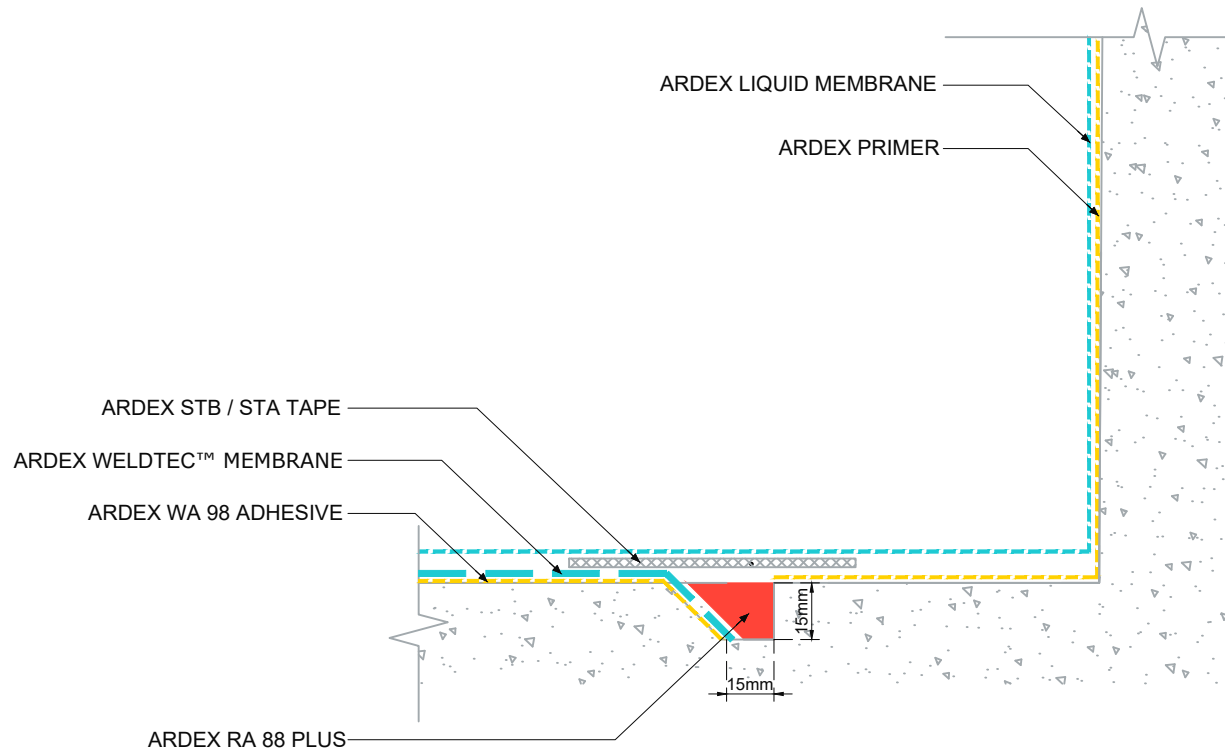 ARDEX LIQUID MEMBRANE
ARDEX PRIMER
ARDEX STB / STA TAPE
ARDEX WELDTEC™ MEMBRANE
ARDEX WA 98 ADHESIVE
15mm
15mm
ARDEX RA 88 PLUS